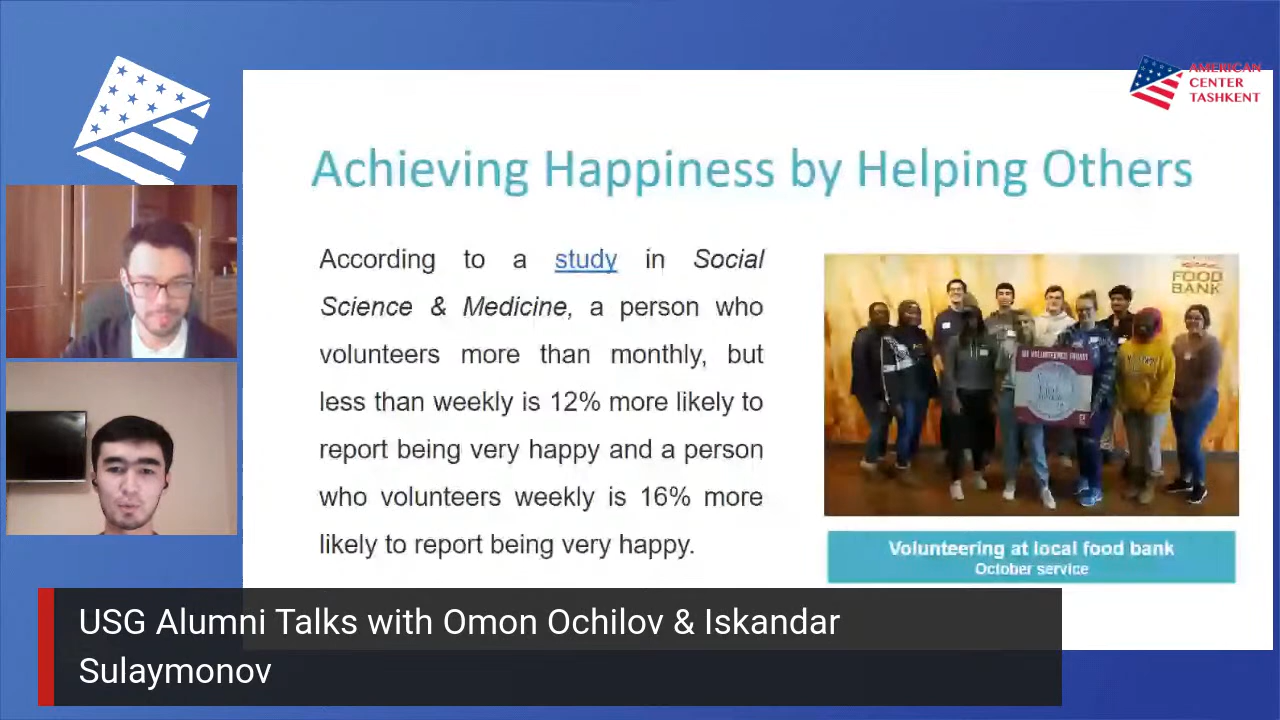 AMERICAN
CENTER
TASHKENT
Achieving Happiness by Helping Others
According to a study in Social
Science & Medicine, a person who
volunteers more than monthly, but
less than weekly is 12% more likely to
report being very happy and a person
who volunteers weekly is 16% more
likely to report being very happy.
FOOD
BANK
Volunteering at local food bank
October service
USG Alumni Talks with Omon Ochilov & Iskandar
Sulaymonov